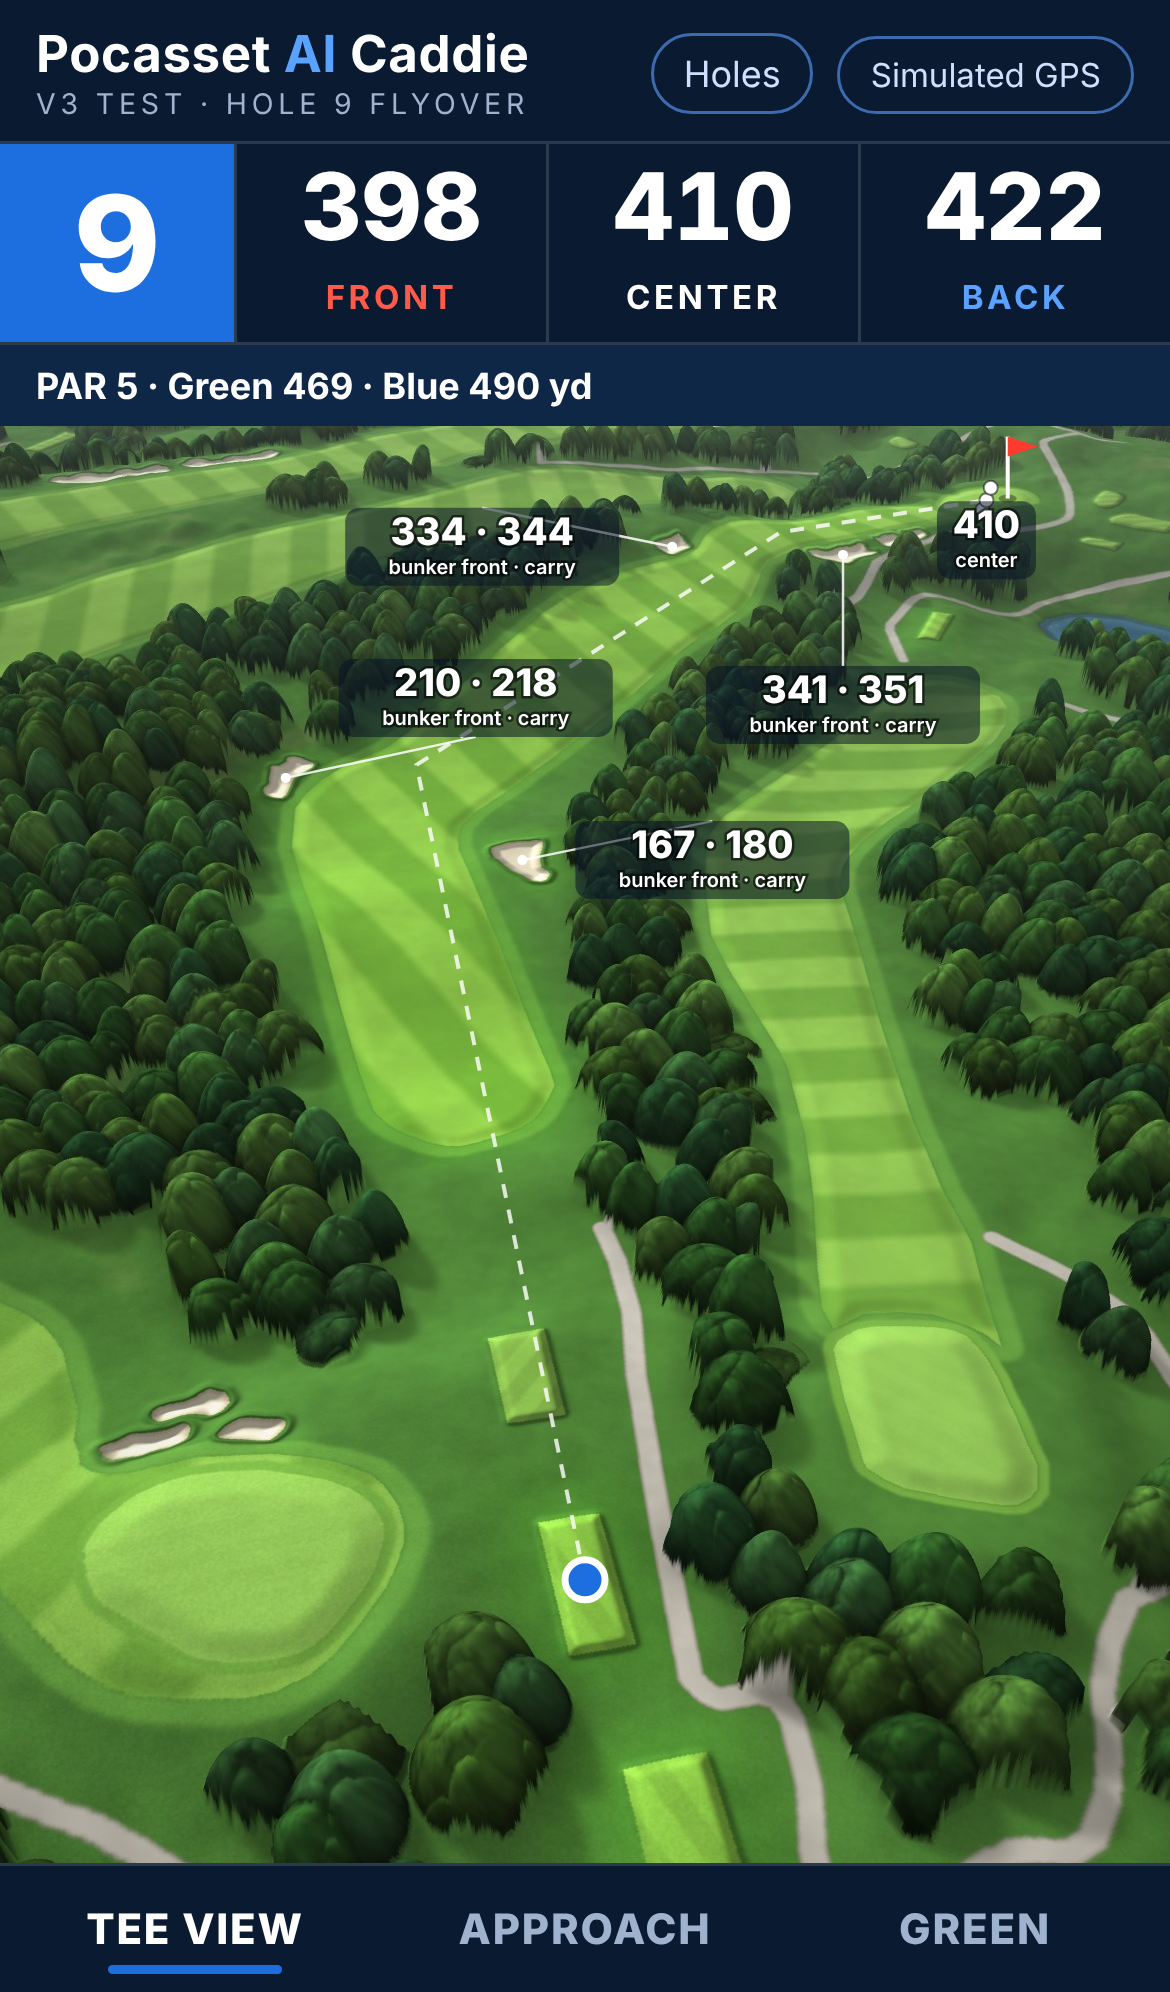 Pocasset AI Caddie
V3 TEST · HOLE 9 FLYOVER
Holes
Simulated GPS
9
398
FRONT
410
CENTER
422
BACK
PAR 5 · Green 469 · Blue 490 yd
334 · 344
bunker front · carry
410
center
210 · 218
bunker front · carry
341 · 351
bunker front · carry
167 · 180
bunker front · carry
TEE VIEW
APPROACH
GREEN